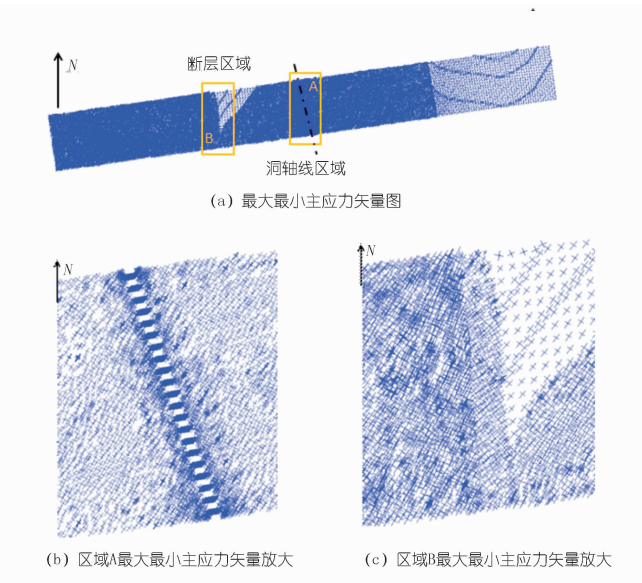 N
断层区域
A
B
洞轴线区域
(a) 最大最小主应力矢量图
N
N
(b) 区域A最大最小主应力矢量放大
(c) 区域B最大最小主应力矢量放大